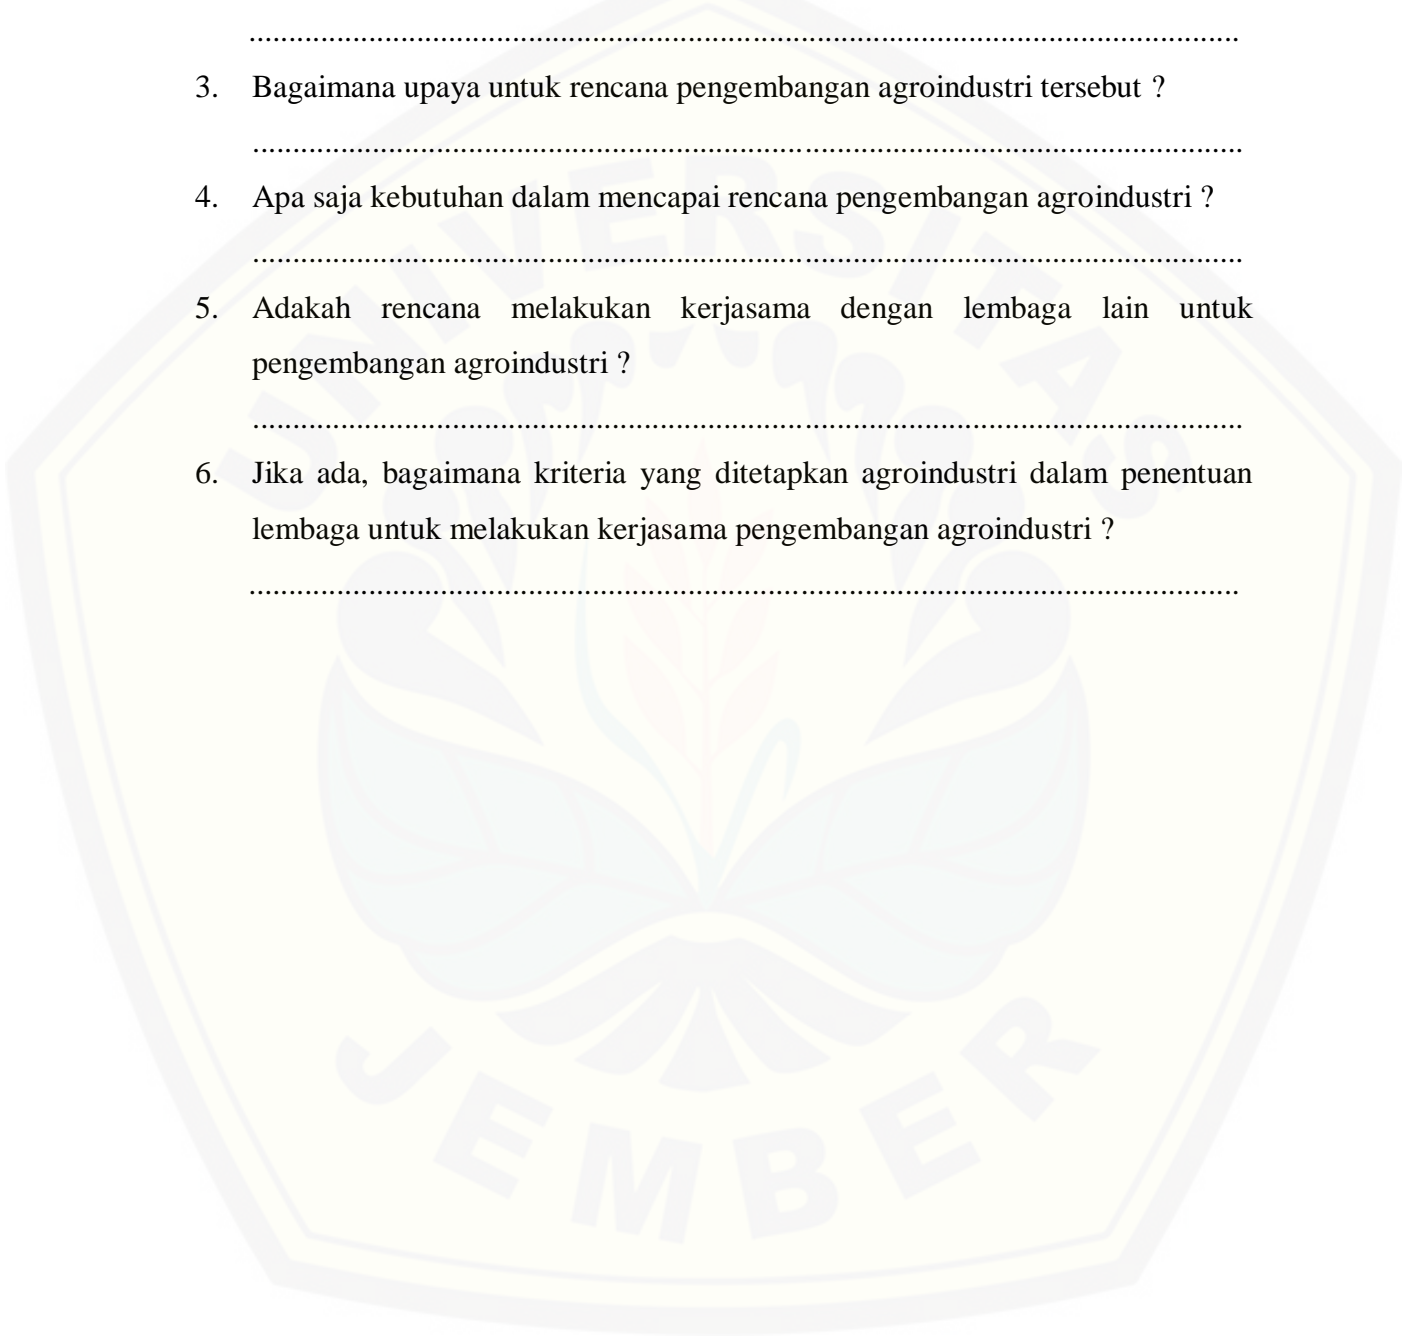 ..........................................................................................................................
3. Bagaimana upaya untuk rencana pengembangan agroindustri tersebut ?
..........................................................................................................................
4. Apa saja kebutuhan dalam mencapai rencana pengembangan agroindustri ?
..........................................................................................................................
5. Adakah rencana melakukan kerjasama dengan lembaga lain untuk
pengembangan agroindustri ?
..........................................................................................................................
6. Jika ada, bagaimana kriteria yang ditetapkan agroindustri dalam penentuan
lembaga untuk melakukan kerjasama pengembangan agroindustri ?
..........................................................................................................................
UNIVERSITAS
JEMBER